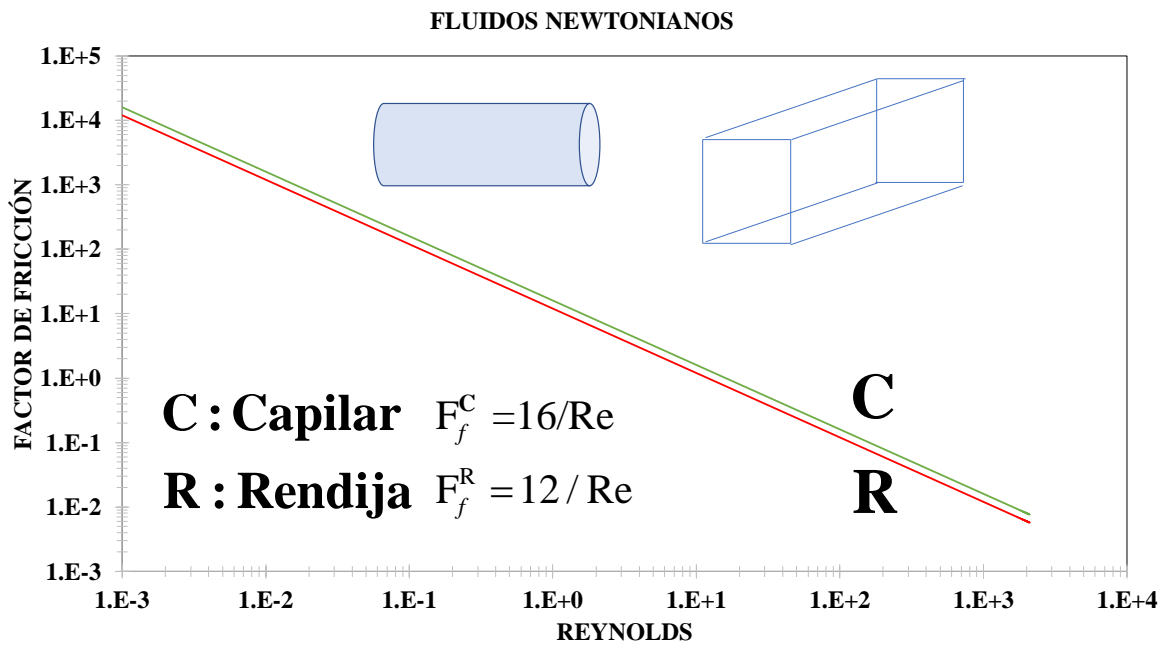 FLUIDOS NEWTONIANOS
1.E+5
1.E+4
1.E+3
1.E+2
1.E+1
1.E+0
1.E-1
1.E-2
1.E-3
FACTOR DE FRICCIÓN
C : Capilar F_f^C =16/Re
R : Rendija F_f^R = 12 / Re
C
R
1.E-3 1.E-2 1.E-1 1.E+0 1.E+1 1.E+2 1.E+3 1.E+4
REYNOLDS